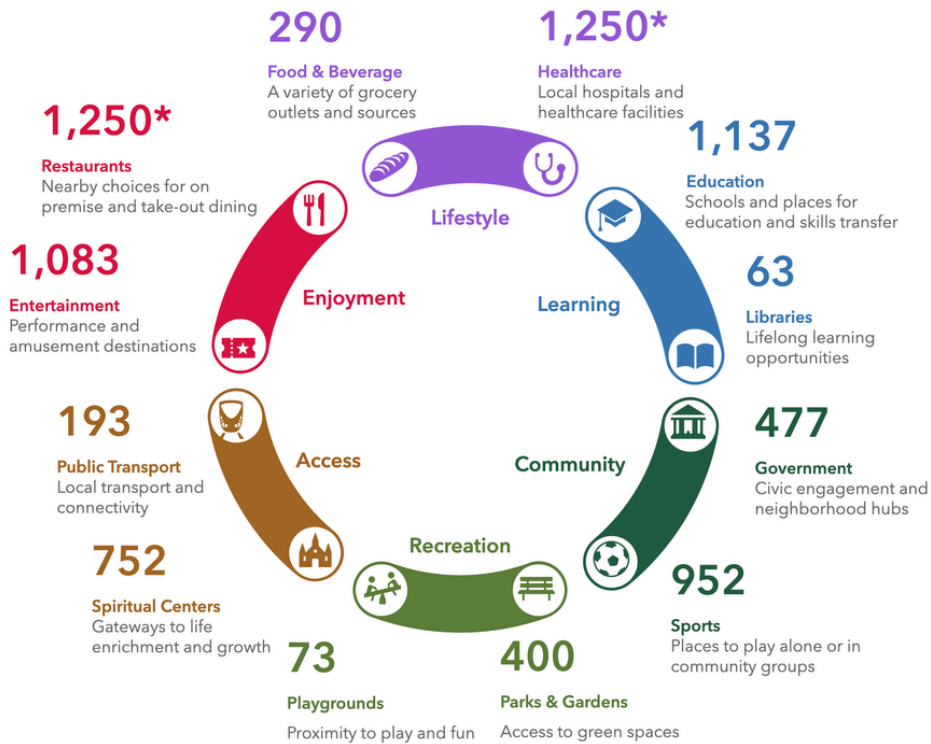 290
Food & Beverage
A variety of grocery
outlets and sources
1,250*
Healthcare
Local hospitals and
healthcare facilities
1,250*
Restaurants
Nearby choices for on
premise and take-out dining
1,137
Education
Schools and places for
education and skills transfer
Lifestyle
1,083
Entertainment
Performance and
amusement destinations
Enjoyment
Learning
63
Libraries
Lifelong learning
opportunities
193
Public Transport
Local transport and
connectivity
Access
Community
477
Government
Civic engagement and
neighborhood hubs
752
Spiritual Centers
Gateways to life
enrichment and growth
Recreation
952
Sports
Places to play alone or in
community groups
73
Playgrounds
Proximity to play and fun
400
Parks & Gardens
Access to green spaces